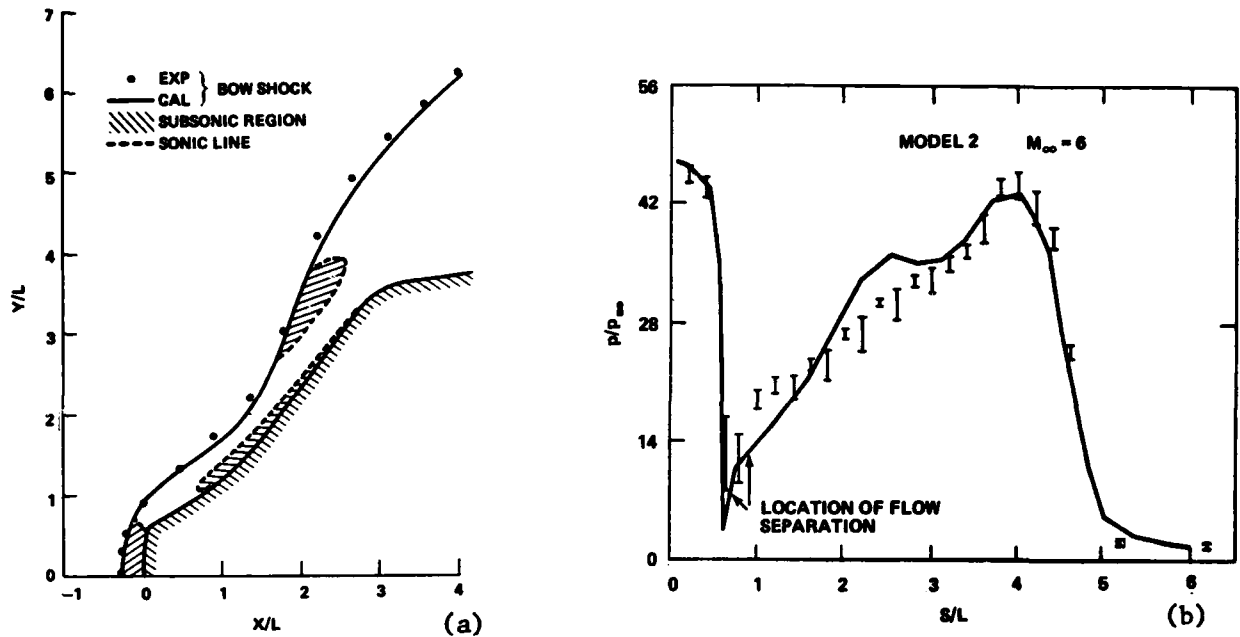 7
6
5
4
3
2
1
0
Y/L
-1
0
1
2
3
4
X/L
(a)
EXP
CAL
BOW SHOCK
SUBSONIC REGION
SONIC LINE
56
42
28
14
0
p/p∞
MODEL 2 M∞ = 6
LOCATION OF FLOW
SEPARATION
0
1
2
3
4
5
6
S/L
(b)